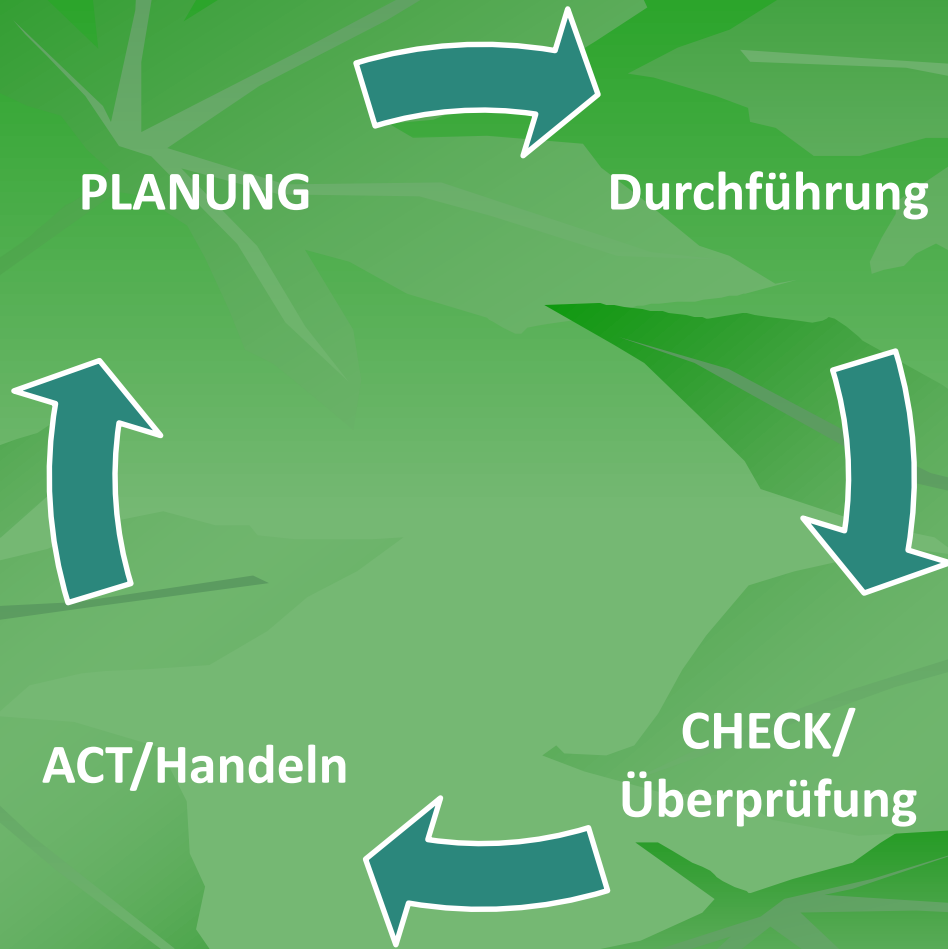 PLANUNG
Durchführung
CHECK/
Überprüfung
ACT/Handeln